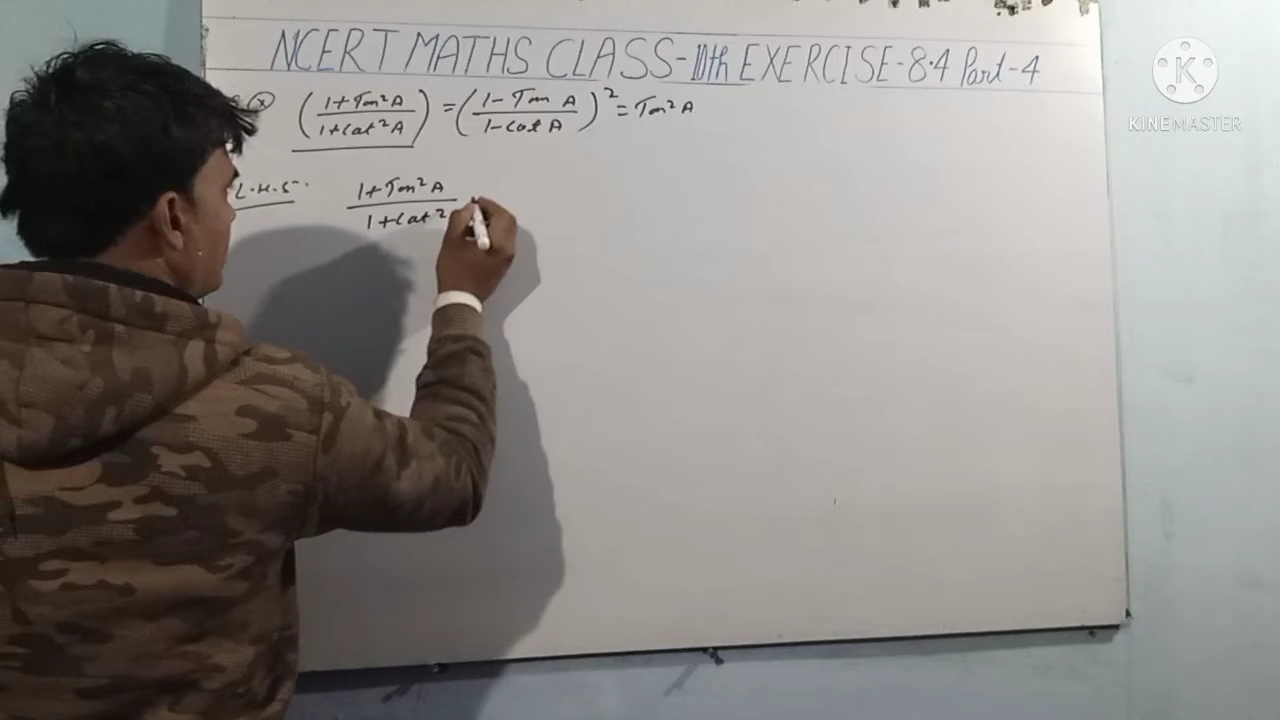 NCERT MATHS CLASS-10th EXERCISE-8.4 Part-4
K
KINEMASTER
(x) (1+Tan²A / 1+Cot²A) = (1-Tan A / 1-Cot A)² = Tan²A
L.H.S. 1+Tan²A / 1+Cot²